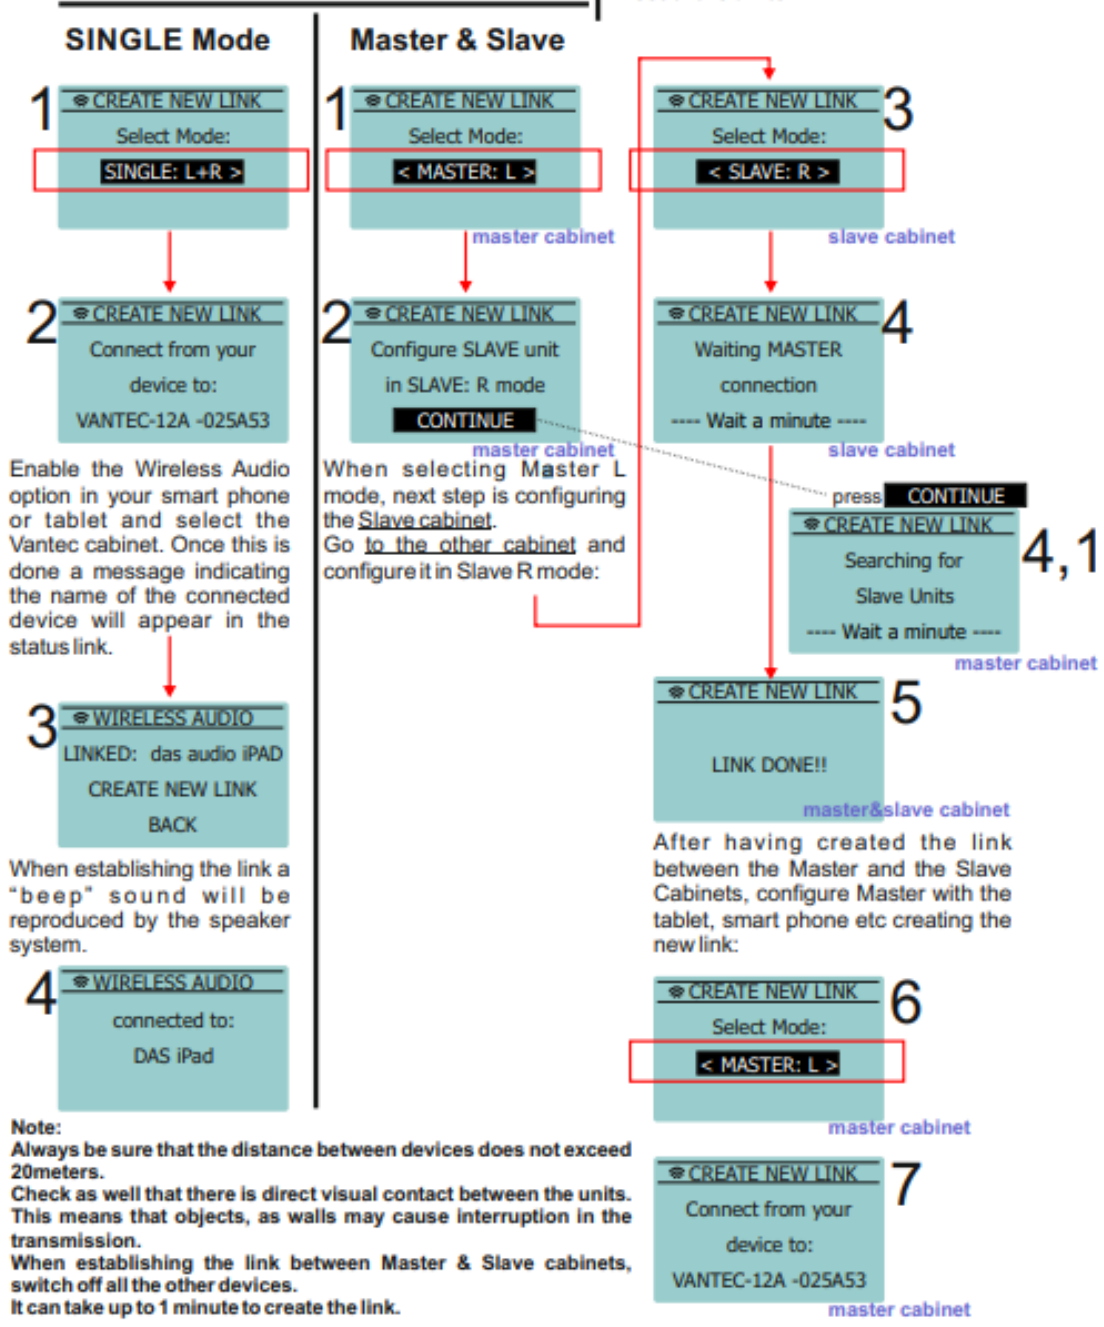 SINGLE Mode
1
CREATE NEW LINK
Select Mode:
SINGLE: L+R >
2
CREATE NEW LINK
Connect from your
device to:
VANTEC-12A -025A53
Enable the Wireless Audio
option in your smart phone
or tablet and select the
Vantec cabinet. Once this is
done a message indicating
the name of the connected
device will appear in the
status link.
3
WIRELESS AUDIO
LINKED: das audio iPAD
CREATE NEW LINK
BACK
When establishing the link a
"beep" sound will be
reproduced by the speaker
system.
4
WIRELESS AUDIO
connected to:
DAS iPad
Master & Slave
1
CREATE NEW LINK
Select Mode:
< MASTER: L >
master cabinet
2
CREATE NEW LINK
Configure SLAVE unit
in SLAVE: R mode
CONTINUE
master cabinet
When selecting Master L
mode, next step is configuring
the Slave cabinet.
Go to the other cabinet and
configure it in Slave R mode:
3
CREATE NEW LINK
Select Mode:
< SLAVE: R >
slave cabinet
4
CREATE NEW LINK
Waiting MASTER
connection
---- Wait a minute ----
slave cabinet
press CONTINUE
4,1
CREATE NEW LINK
Searching for
Slave Units
---- Wait a minute ----
master cabinet
5
CREATE NEW LINK
LINK DONE!!
master&slave cabinet
After having created the link
between the Master and the Slave
Cabinets, configure Master with the
tablet, smart phone etc creating the
new link:
6
CREATE NEW LINK
Select Mode:
< MASTER: L >
master cabinet
7
CREATE NEW LINK
Connect from your
device to:
VANTEC-12A -025A53
master cabinet
Note:
Always be sure that the distance between devices does not exceed
20meters.
Check as well that there is direct visual contact between the units.
This means that objects, as walls may cause interruption in the
transmission.
When establishing the link between Master & Slave cabinets,
switch off all the other devices.
It can take up to 1 minute to create the link.